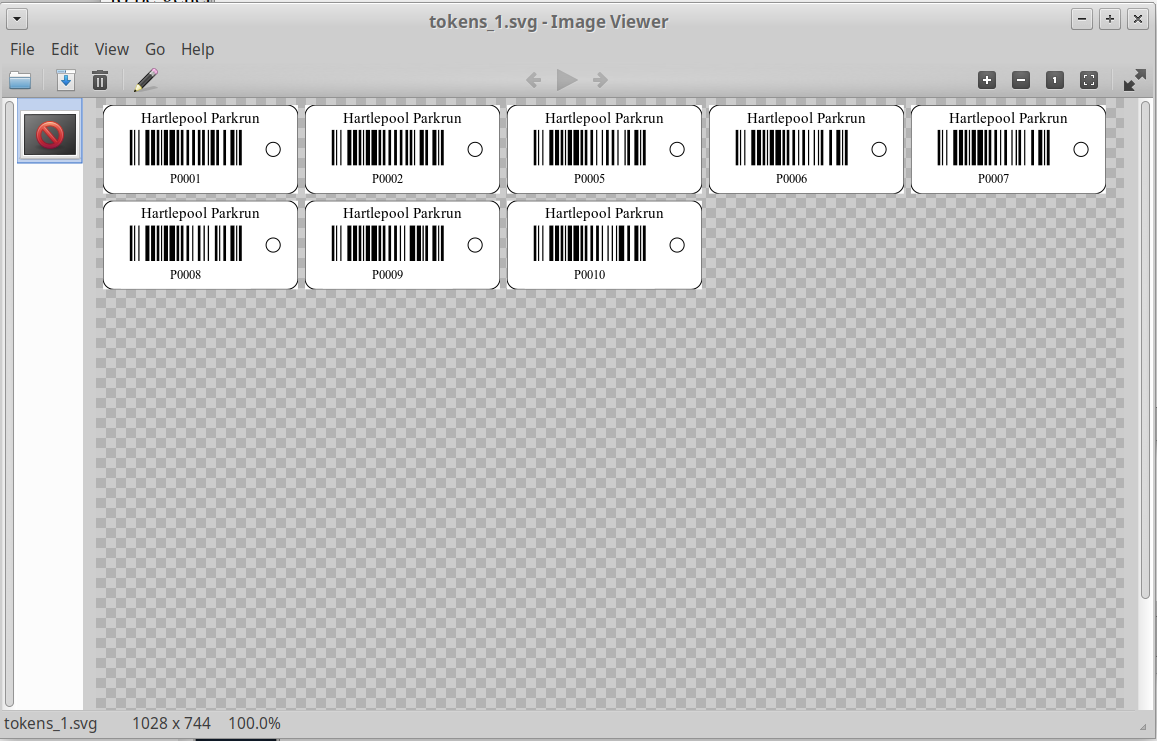 tokens_1.svg - Image Viewer
File Edit View Go Help
1
Hartlepool Parkrun Hartlepool Parkrun Hartlepool Parkrun Hartlepool Parkrun Hartlepool Parkrun
P0001 P0002 P0005 P0006 P0007
Hartlepool Parkrun Hartlepool Parkrun Hartlepool Parkrun
P0008 P0009 P0010
tokens_1.svg 1028 x 744 100.0%